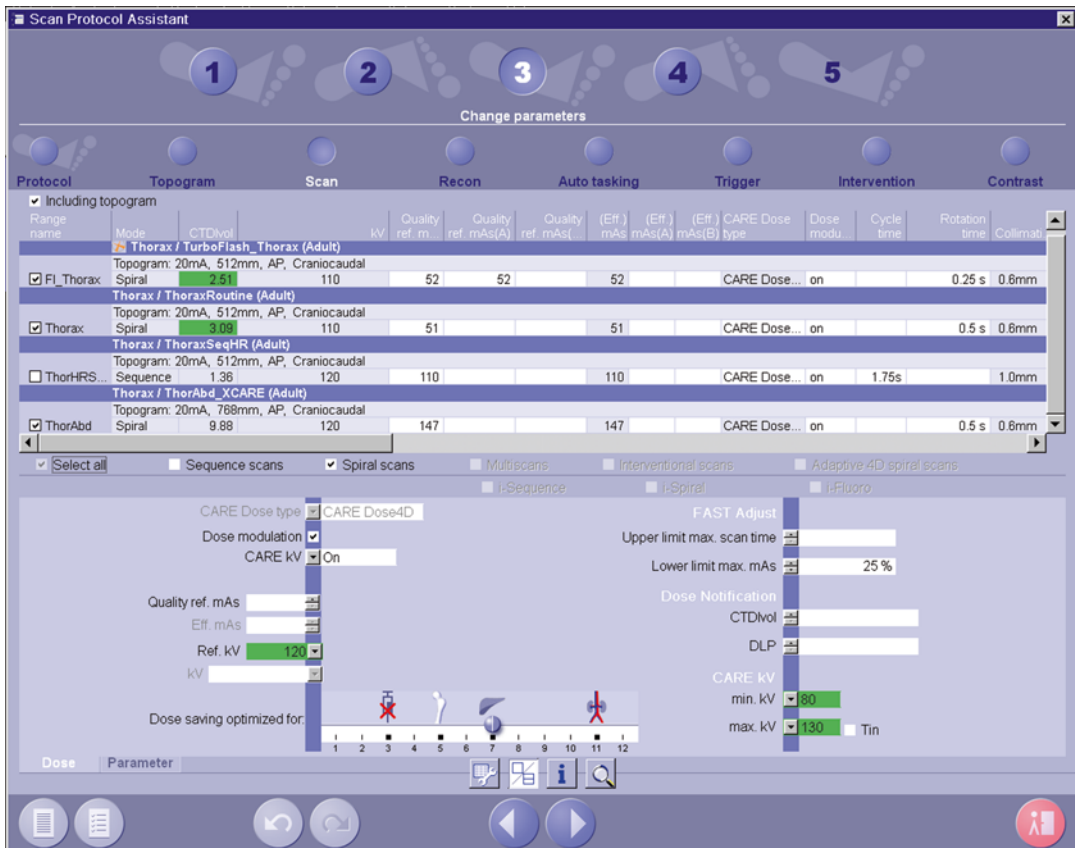 Scan Protocol Assistant
1 2 3 4 5
Change parameters
Protocol Topogram Scan Recon Auto tasking Trigger Intervention Contrast
Including topogram
Range Quality Quality Quality (Eff.) (Eff.) (Eff.) CARE Dose Dose Cycle Rotation
name Mode CTDIvol kV ref. m... ref. mAs(A) ref. mAs(... mAs mAs(A) mAs(B) type modu... time time Collimati
Thorax / TurboFlash_Thorax (Adult)
Topogram: 20mA, 512mm, AP, Craniocaudal
Fl_Thorax Spiral 2.51 110 52 52 52 CARE Dose... on 0.25 s 0.6mm
Thorax / ThoraxRoutine (Adult)
Topogram: 20mA, 512mm, AP, Craniocaudal
Thorax Spiral 3.09 110 51 51 CARE Dose... on 0.5 s 0.6mm
Thorax / ThoraxSeqHR (Adult)
Topogram: 20mA, 512mm, AP, Craniocaudal
ThorHRS... Sequence 1.36 120 110 110 CARE Dose... on 1.75s 1.0mm
Thorax / ThorAbd_XCARE (Adult)
Topogram: 20mA, 768mm, AP, Craniocaudal
ThorAbd Spiral 9.88 120 147 147 CARE Dose... on 0.5 s 0.6mm
Select all Sequence scans Spiral scans Multiscans Interventional scans Adaptive 4D spiral scans
i-Sequence i-Spiral i-Fluoro
CARE Dose type CARE Dose4D
Dose modulation
CARE kV On
Quality ref. mAs
Eff. mAs
Ref. kV 120
kV
Dose saving optimized for:
1 2 3 4 5 6 7 8 9 10 11 12
FAST Adjust
Upper limit max. scan time
Lower limit max. mAs 25 %
Dose Notification
CTDIvol
DLP
CARE kV
min. kV 80
max. kV 130 Tin
Dose Parameter
i